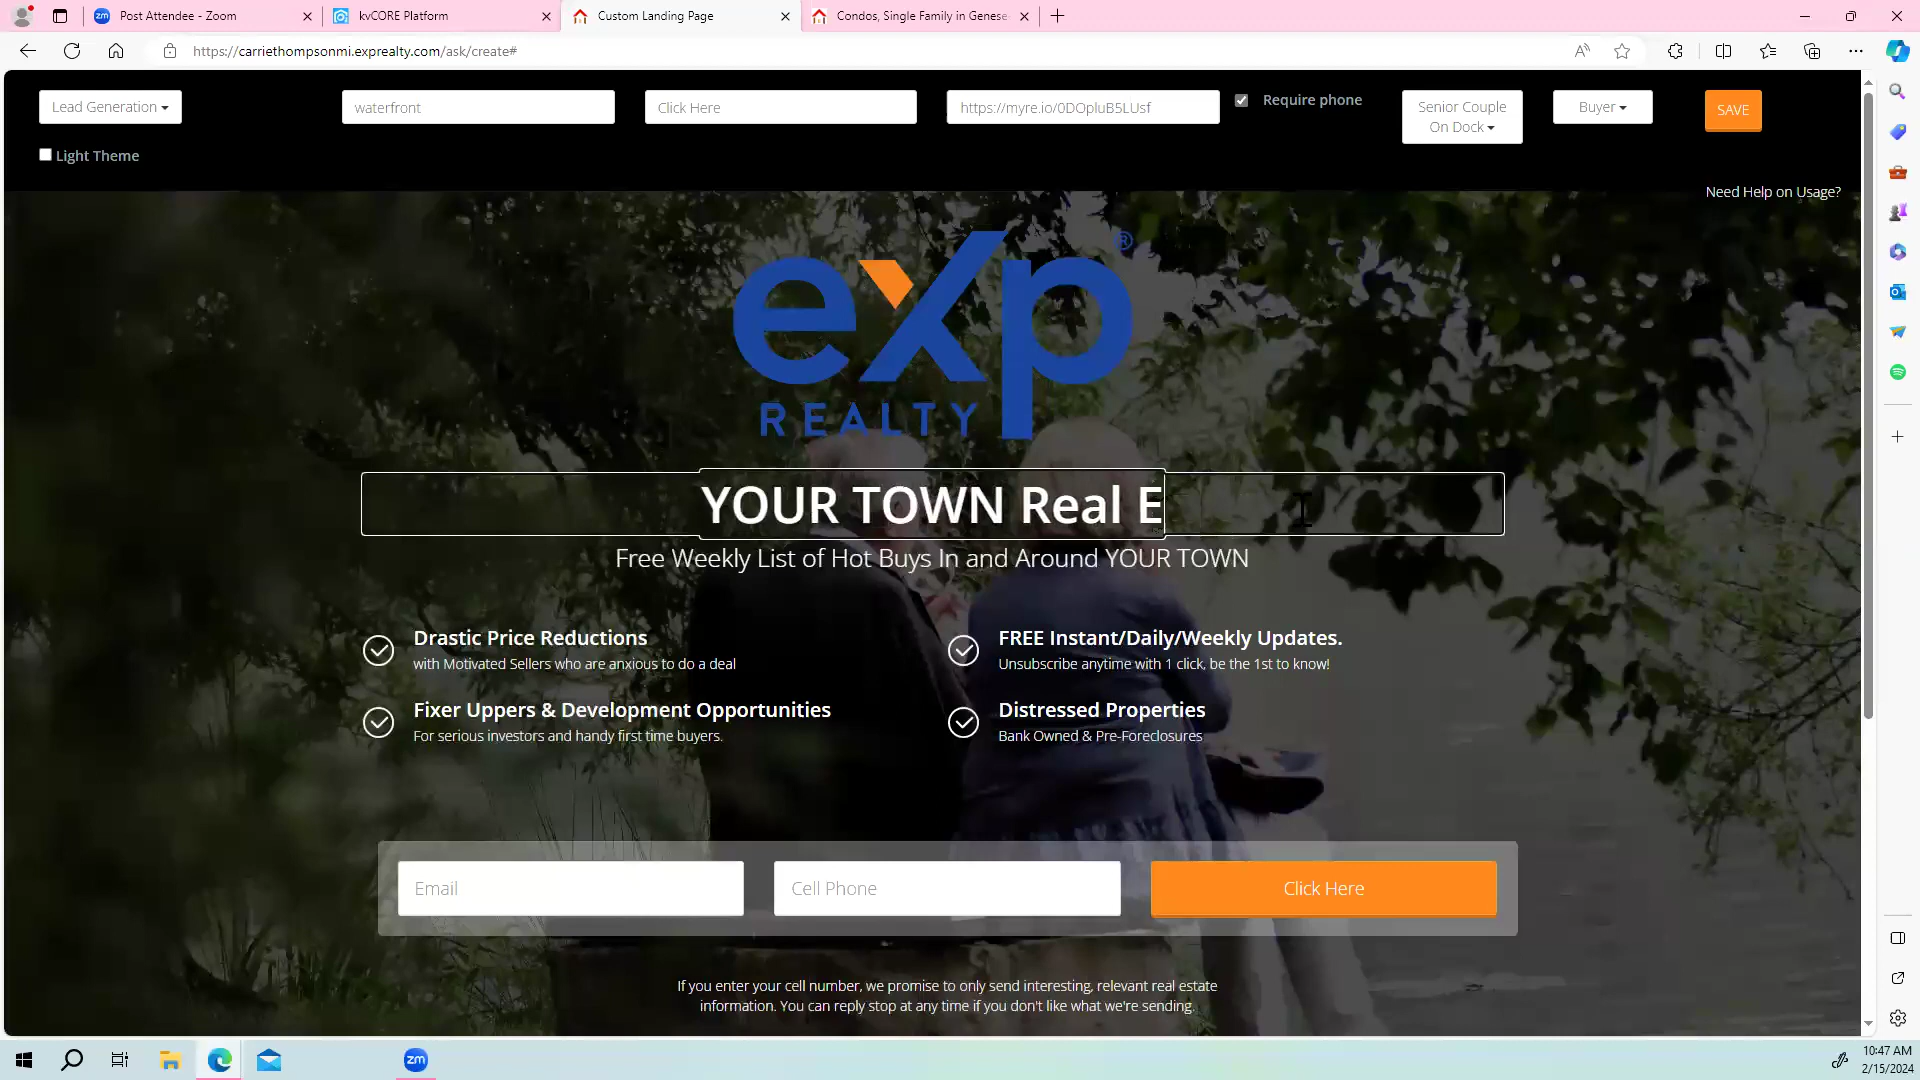 Post Attendee - Zoom
kvCORE Platform
Custom Landing Page
Condos, Single Family in Genese
https://carriethompsonmi.exprealty.com/ask/create#
Lead Generation
waterfront
Click Here
https://myre.io/0DOpluB5LUsf
Require phone
Senior Couple
On Dock
Buyer
SAVE
Light Theme
Need Help on Usage?
exp®
REALTY
YOUR TOWN Real E
Free Weekly List of Hot Buys In and Around YOUR TOWN
Drastic Price Reductions
with Motivated Sellers who are anxious to do a deal
FREE Instant/Daily/Weekly Updates.
Unsubscribe anytime with 1 click, be the 1st to know!
Fixer Uppers & Development Opportunities
For serious investors and handy first time buyers.
Distressed Properties
Bank Owned & Pre-Foreclosures
Email
Cell Phone
Click Here
If you enter your cell number, we promise to only send interesting, relevant real estate
information. You can reply stop at any time if you don't like what we're sending.
10:47 AM
2/15/2024